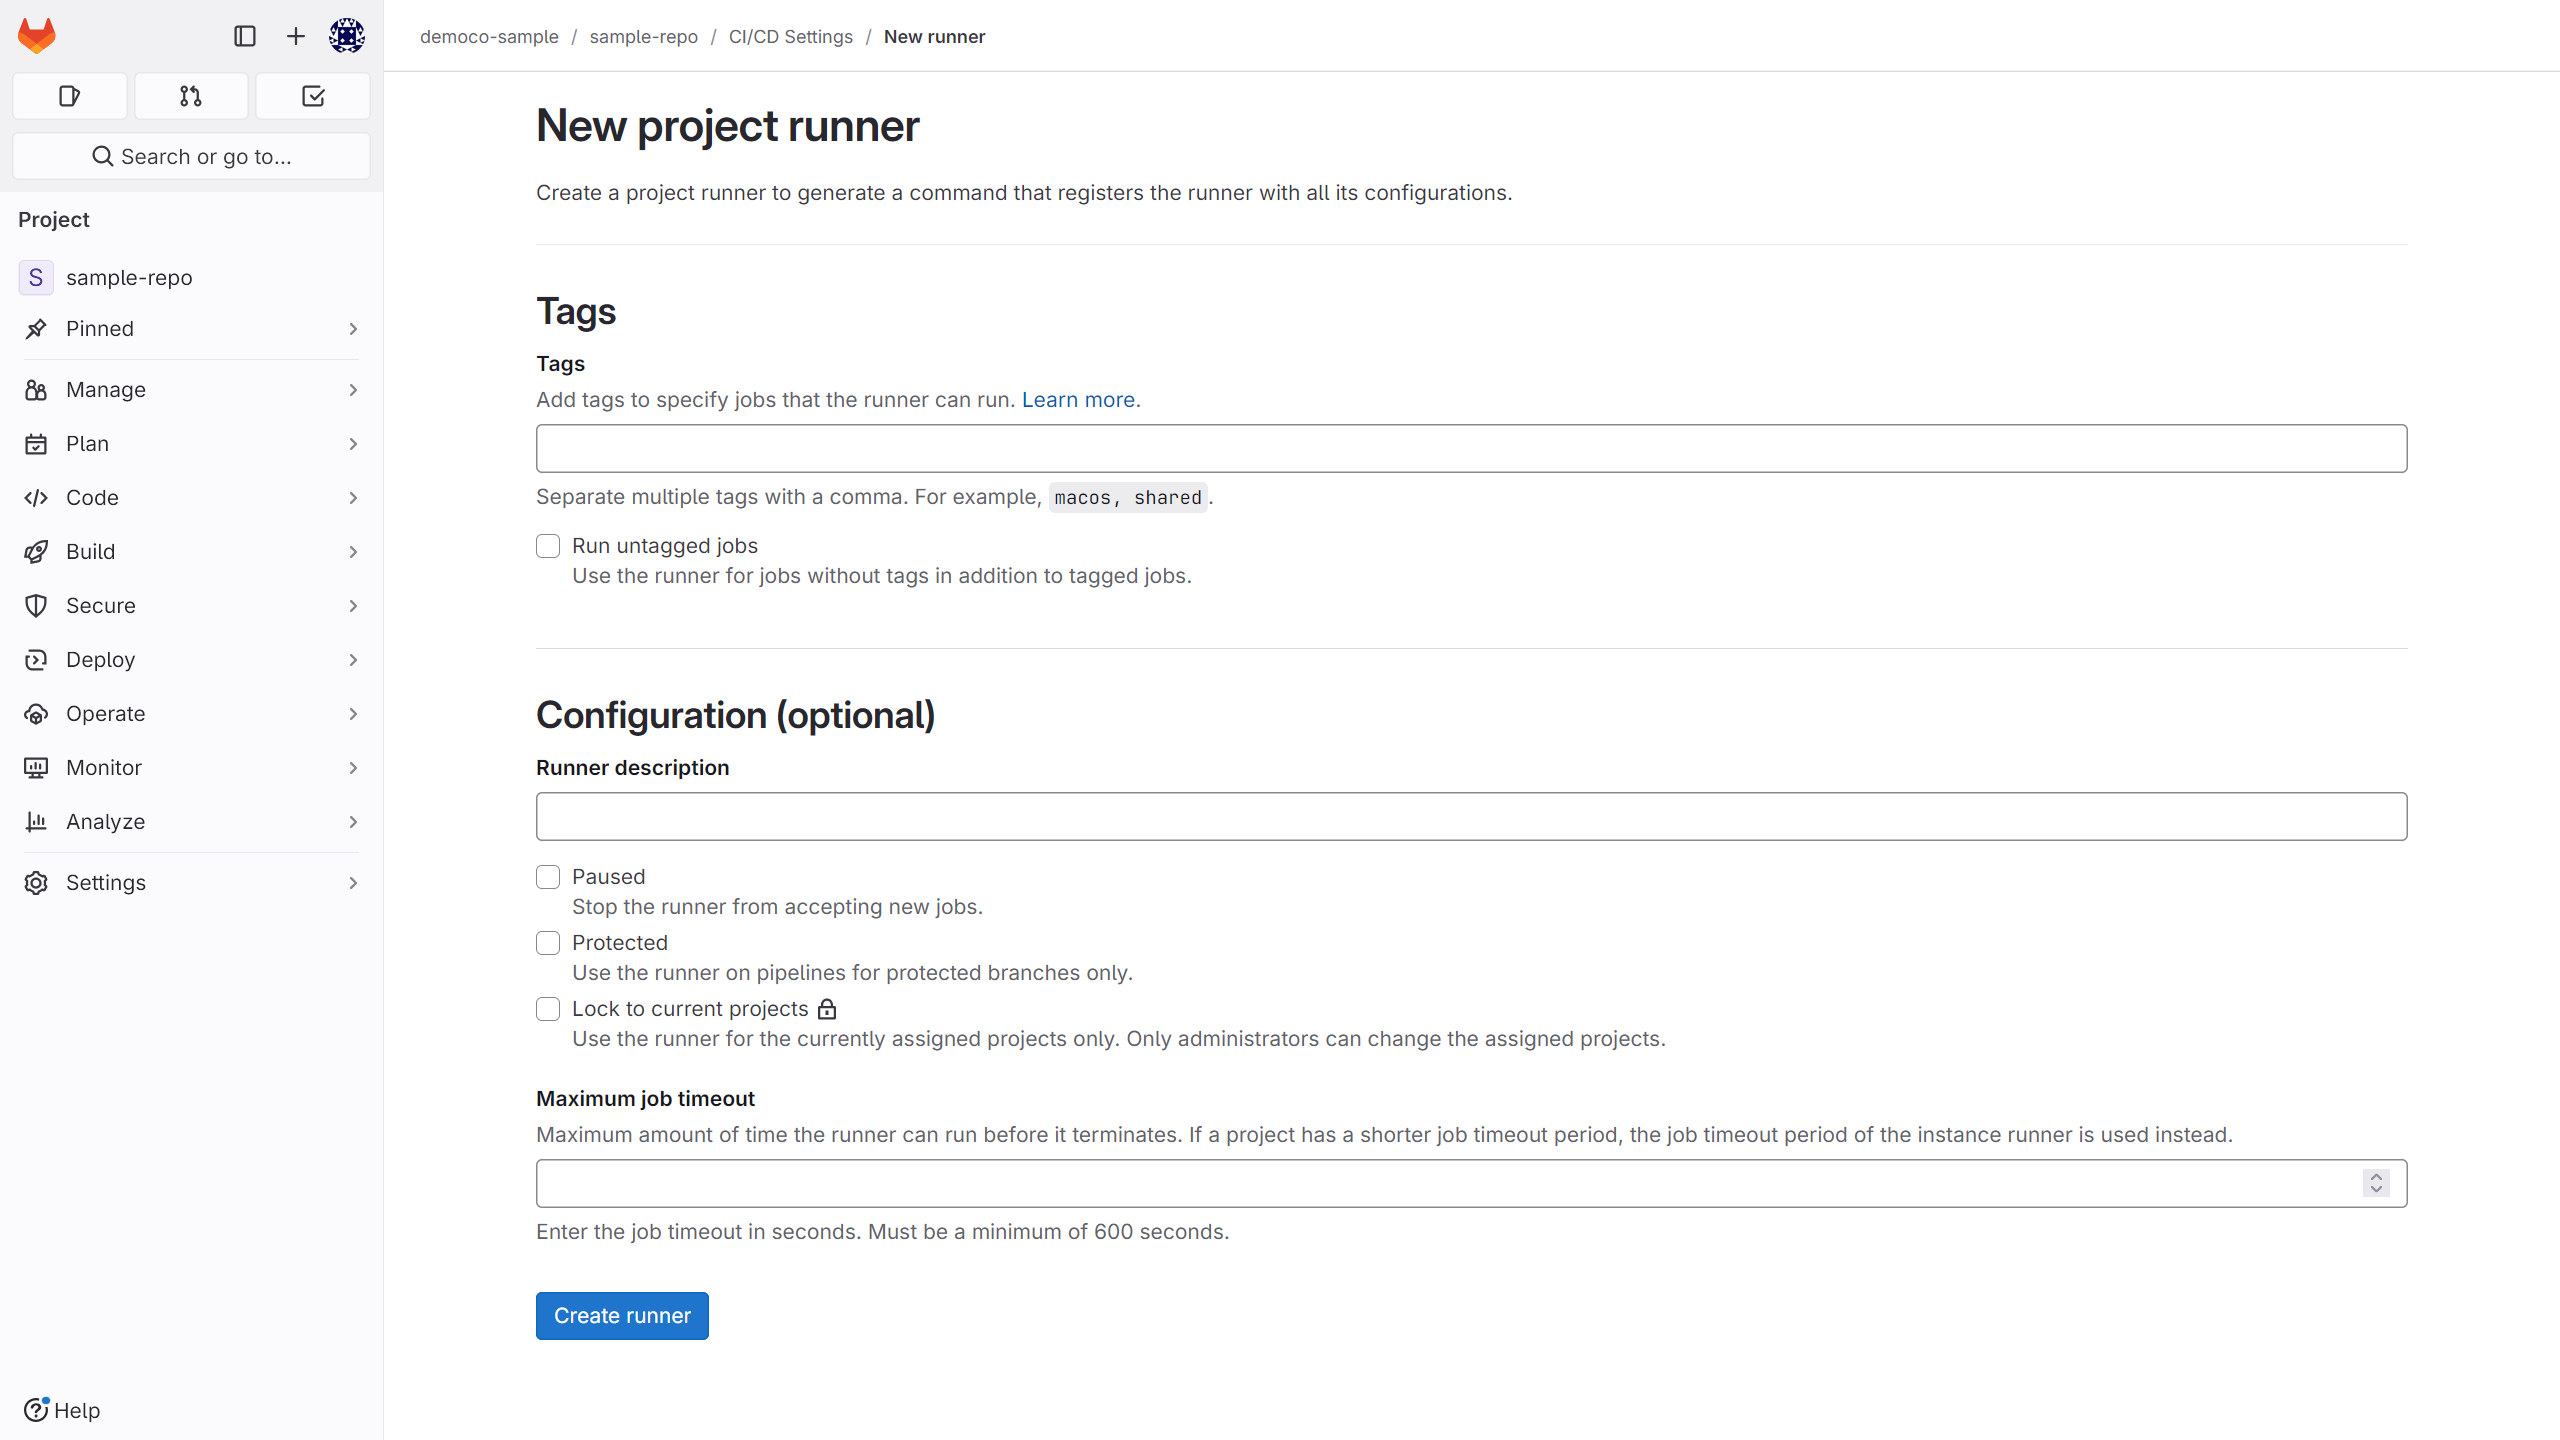 democo-sample / sample-repo / CI/CD Settings / New runner
Search or go to...
Project
S sample-repo
Pinned
Manage
Plan
Code
Build
Secure
Deploy
Operate
Monitor
Analyze
Settings
Help
New project runner
Create a project runner to generate a command that registers the runner with all its configurations.
Tags
Tags
Add tags to specify jobs that the runner can run. Learn more.
Separate multiple tags with a comma. For example, macos, shared.
Run untagged jobs
Use the runner for jobs without tags in addition to tagged jobs.
Configuration (optional)
Runner description
Paused
Stop the runner from accepting new jobs.
Protected
Use the runner on pipelines for protected branches only.
Lock to current projects
Use the runner for the currently assigned projects only. Only administrators can change the assigned projects.
Maximum job timeout
Maximum amount of time the runner can run before it terminates. If a project has a shorter job timeout period, the job timeout period of the instance runner is used instead.
Enter the job timeout in seconds. Must be a minimum of 600 seconds.
Create runner